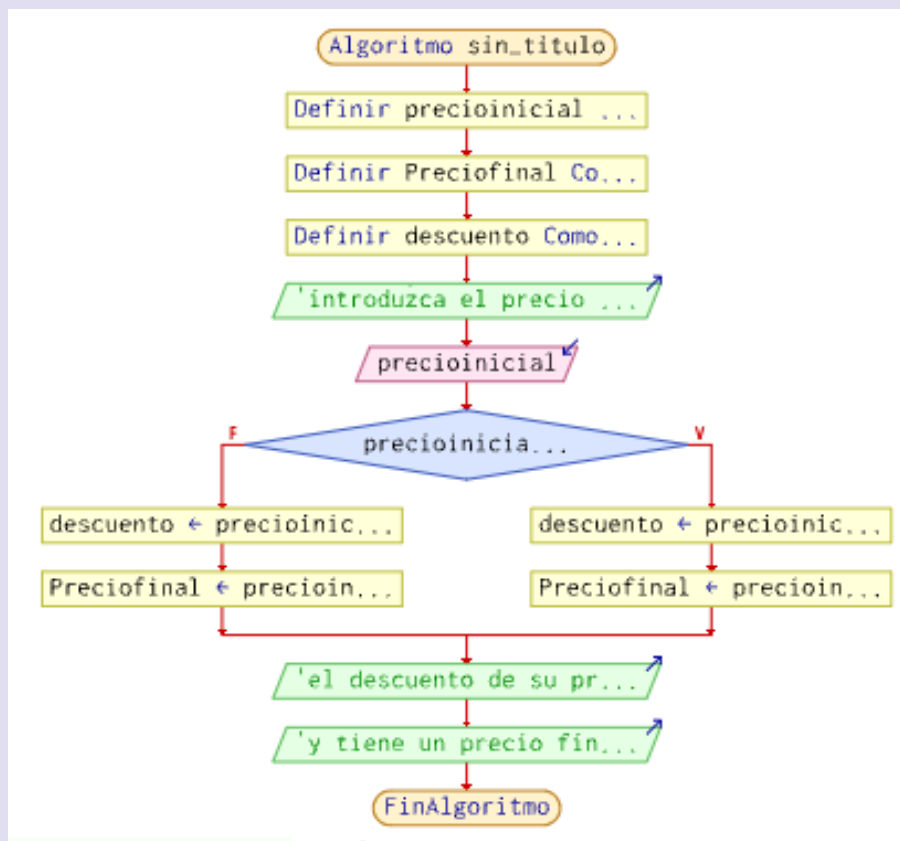 Algoritmo sin_titulo
Definir precioinicial ...
Definir Preciofinal Co...
Definir descuento Como...
'introduzca el precio ...
precioinicial
F
precioinicia...
V
descuento ← precioinic...
descuento ← precioinic...
Preciofinal ← precioin...
Preciofinal ← precioin...
'el descuento de su pr...
'y tiene un precio fin...
FinAlgoritmo